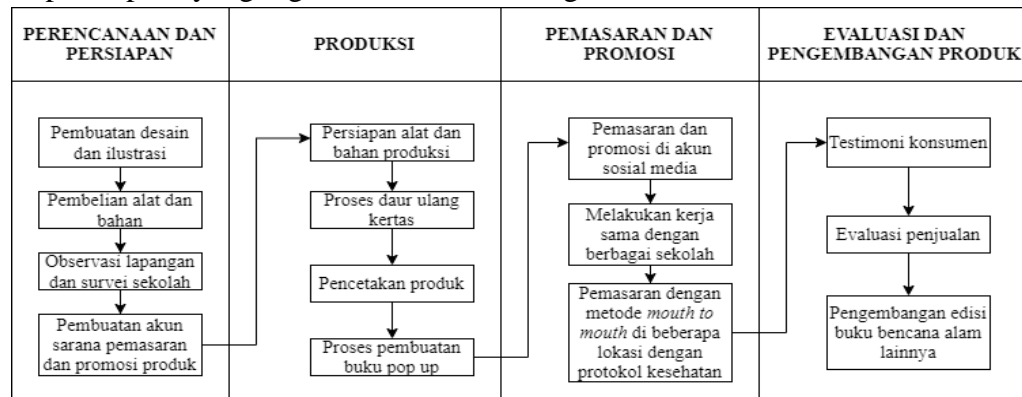 PERENCANAAN DAN
PERSIAPAN
PRODUKSI
PEMASARAN DAN
PROMOSI
EVALUASI DAN
PENGEMBANGAN PRODUK
Pembuatan desain
dan ilustrasi
Pembelian alat dan
bahan
Observasi lapangan
dan survei sekolah
Pembuatan akun
sarana pemasaran
dan promosi produk
Persiapan alat dan
bahan produksi
Proses daur ulang
kertas
Pencetakan produk
Proses pembuatan
buku pop up
Pemasaran dan
promosi di akun
sosial media
Melakukan kerja
sama dengan
berbagai sekolah
Pemasaran dengan
metode mouth to
mouth di beberapa
lokasi dengan
protokol kesehatan
Testimoni konsumen
Evaluasi penjualan
Pengembangan edisi
buku bencana alam
lainnya